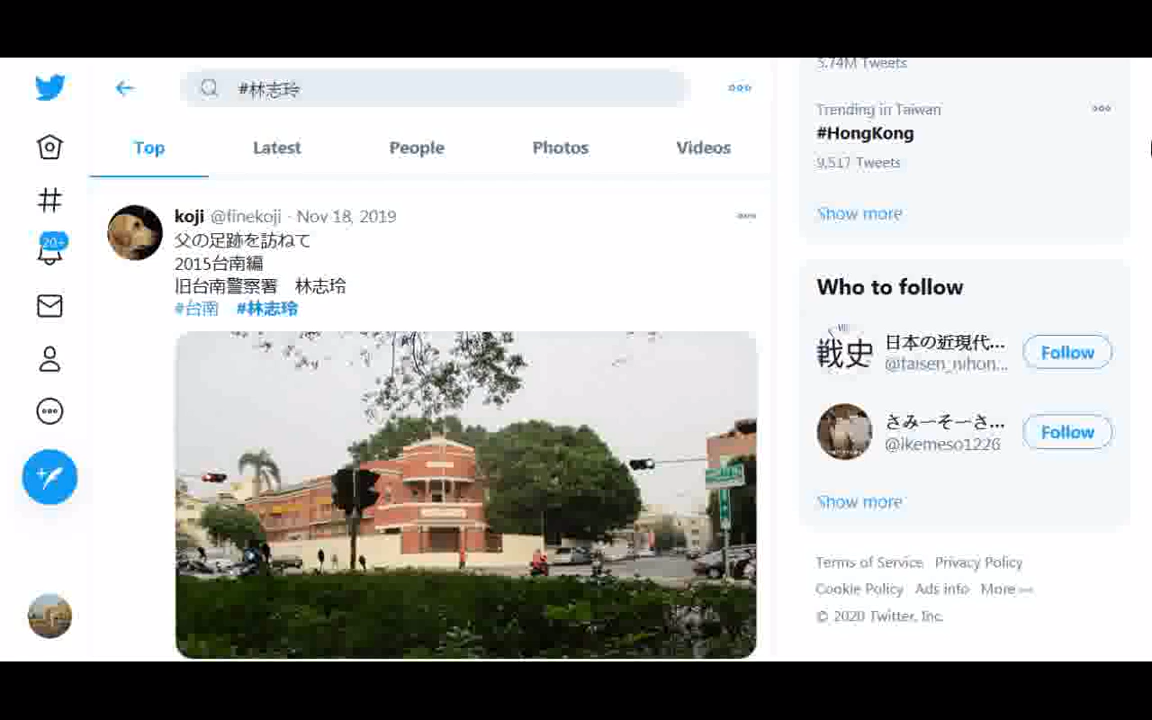 #林志玲
Top Latest People Photos Videos
koji @finekoji · Nov 18, 2019
父の足跡を訪ねて
2015台南編
旧台南警察署 林志玲
#台南 #林志玲
5.74M Tweets
Trending in Taiwan
#HongKong
9,517 Tweets
Show more
Who to follow
戦史
日本の近現代...
@taisen_nihon...
Follow
さみーそーさ...
@ikemeso1226
Follow
Show more
Terms of Service Privacy Policy
Cookie Policy Ads info More
© 2020 Twitter, Inc.
20+